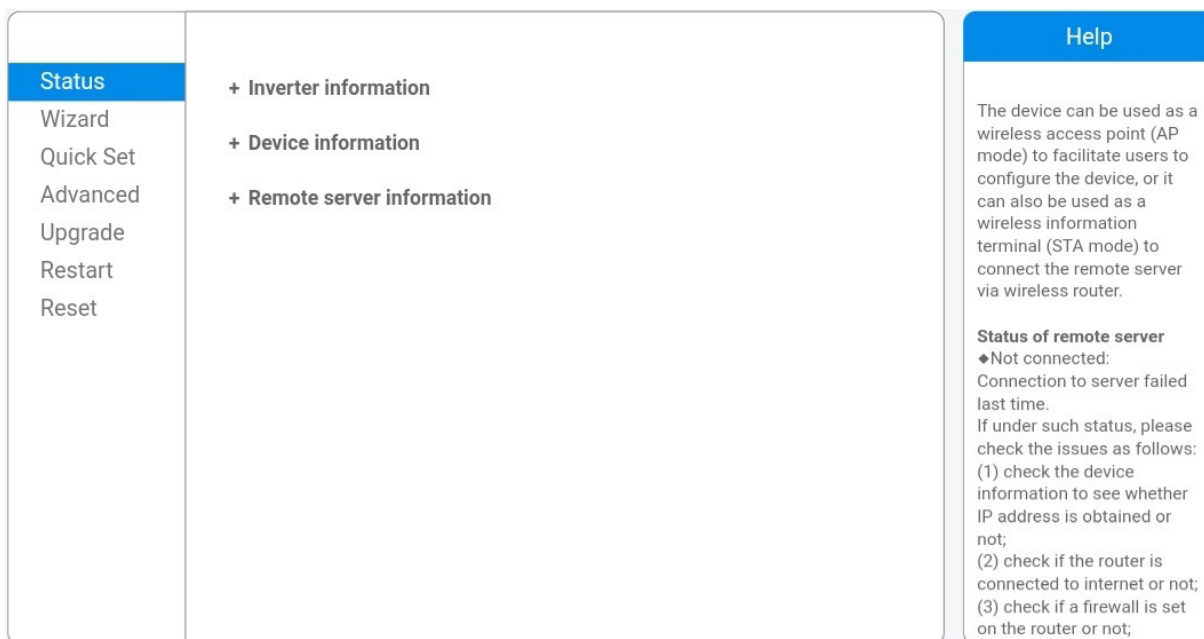 Status
Wizard
Quick Set
Advanced
Upgrade
Restart
Reset
+ Inverter information
+ Device information
+ Remote server information
Help
The device can be used as a
wireless access point (AP
mode) to facilitate users to
configure the device, or it
can also be used as a
wireless information
terminal (STA mode) to
connect the remote server
via wireless router.
Status of remote server
◆Not connected:
Connection to server failed
last time.
If under such status, please
check the issues as follows:
(1) check the device
information to see whether
IP address is obtained or
not;
(2) check if the router is
connected to internet or not;
(3) check if a firewall is set
on the router or not;